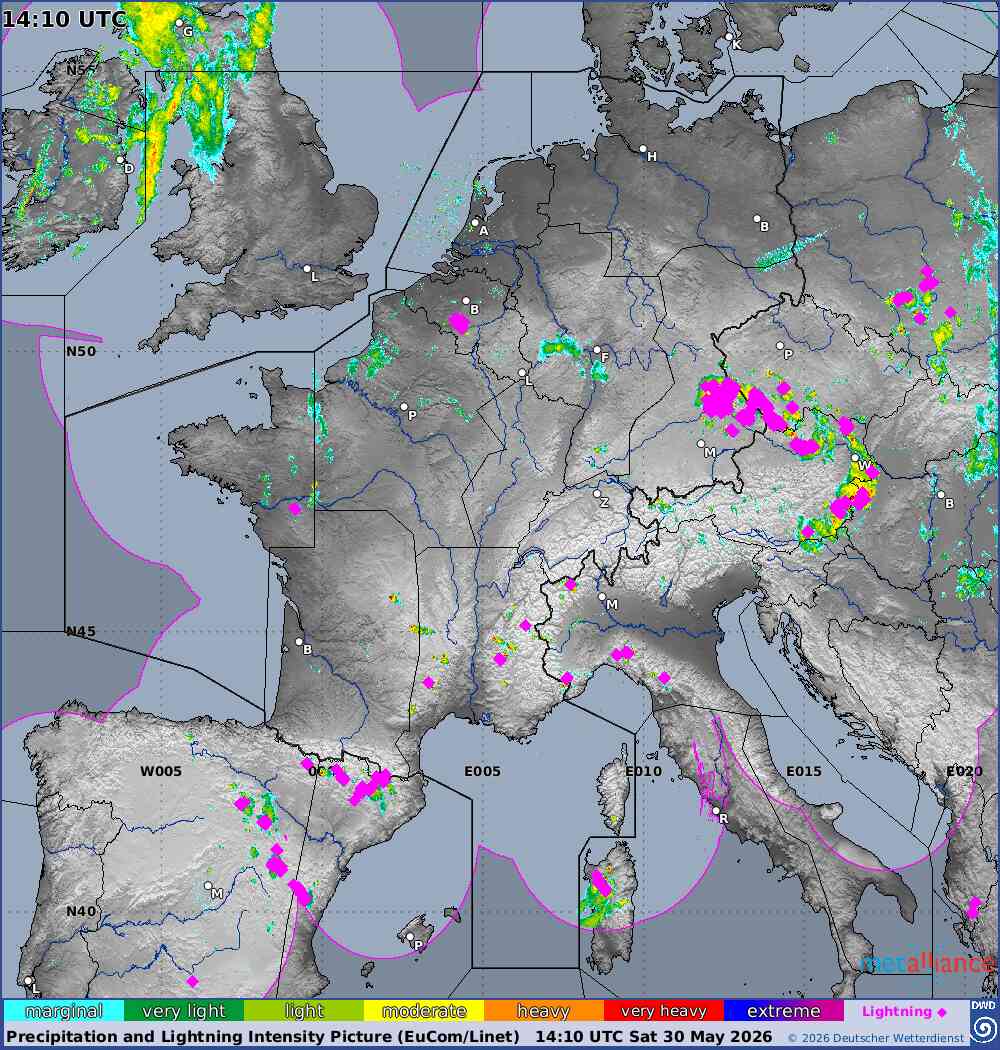 14:10 UTC
G
K
N55
D
H
A
B
L
B
N50
F
P
L
P
M
W
B
Z
M
N45
B
W005
00
E005
E010
E015
E020
R
M
N40
P
L
metalliance
marginal very light light moderate heavy very heavy extreme Lightning
DWD
Precipitation and Lightning Intensity Picture (EuCom/Linet) 14:10 UTC Sat 30 May 2026 © 2026 Deutscher Wetterdienst